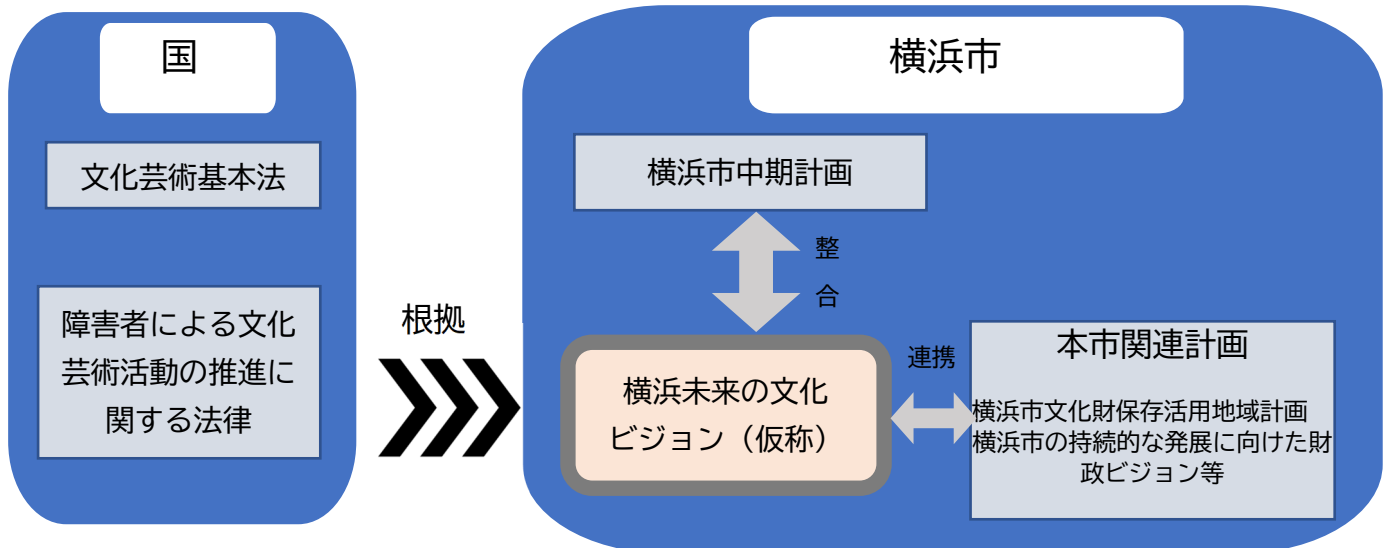 国
文化芸術基本法
障害者による文化
芸術活動の推進に
関する法律
根拠
横浜市
横浜市中期計画
整
合
横浜未来の文化
ビジョン（仮称）
連携
本市関連計画
横浜市文化財保存活用地域計画
横浜市の持続的な発展に向けた財
政ビジョン等